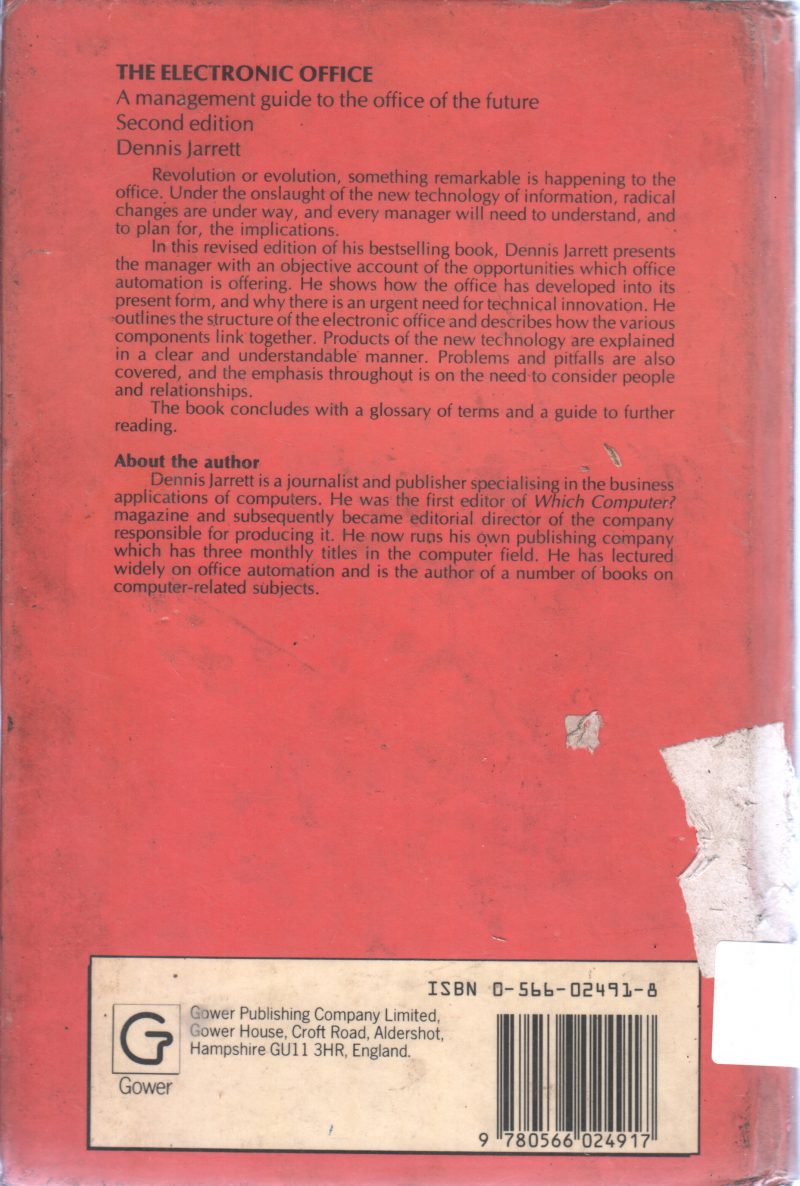 THE ELECTRONIC OFFICE
A management guide to the office of the future
Second edition
Dennis Jarrett
Revolution or evolution, something remarkable is happening to the
office. Under the onslaught of the new technology of information, radical
changes are under way, and every manager will need to understand, and
to plan for, the implications.
In this revised edition of his bestselling book, Dennis Jarrett presents
the manager with an objective account of the opportunities which office
automation is offering. He shows how the office has developed into its
present form, and why there is an urgent need for technical innovation. He
outlines the structure of the electronic office and describes how the various
components link together. Products of the new technology are explained
in a clear and understandable manner. Problems and pitfalls are also
covered, and the emphasis throughout is on the need to consider people
and relationships.
The book concludes with a glossary of terms and a guide to further
reading.
About the author
Dennis Jarrett is a journalist and publisher specialising in the business
applications of computers. He was the first editor of Which Computer?
magazine and subsequently became editorial director of the company
responsible for producing it. He now runs his own publishing company
which has three monthly titles in the computer field. He has lectured
widely on office automation and is the author of a number of books on
computer-related subjects.
ISBN 0-566-02491-8
Gower Publishing Company Limited,
Gower House, Croft Road, Aldershot,
Hampshire GU11 3HR, England.
Gower
9 780566 024917